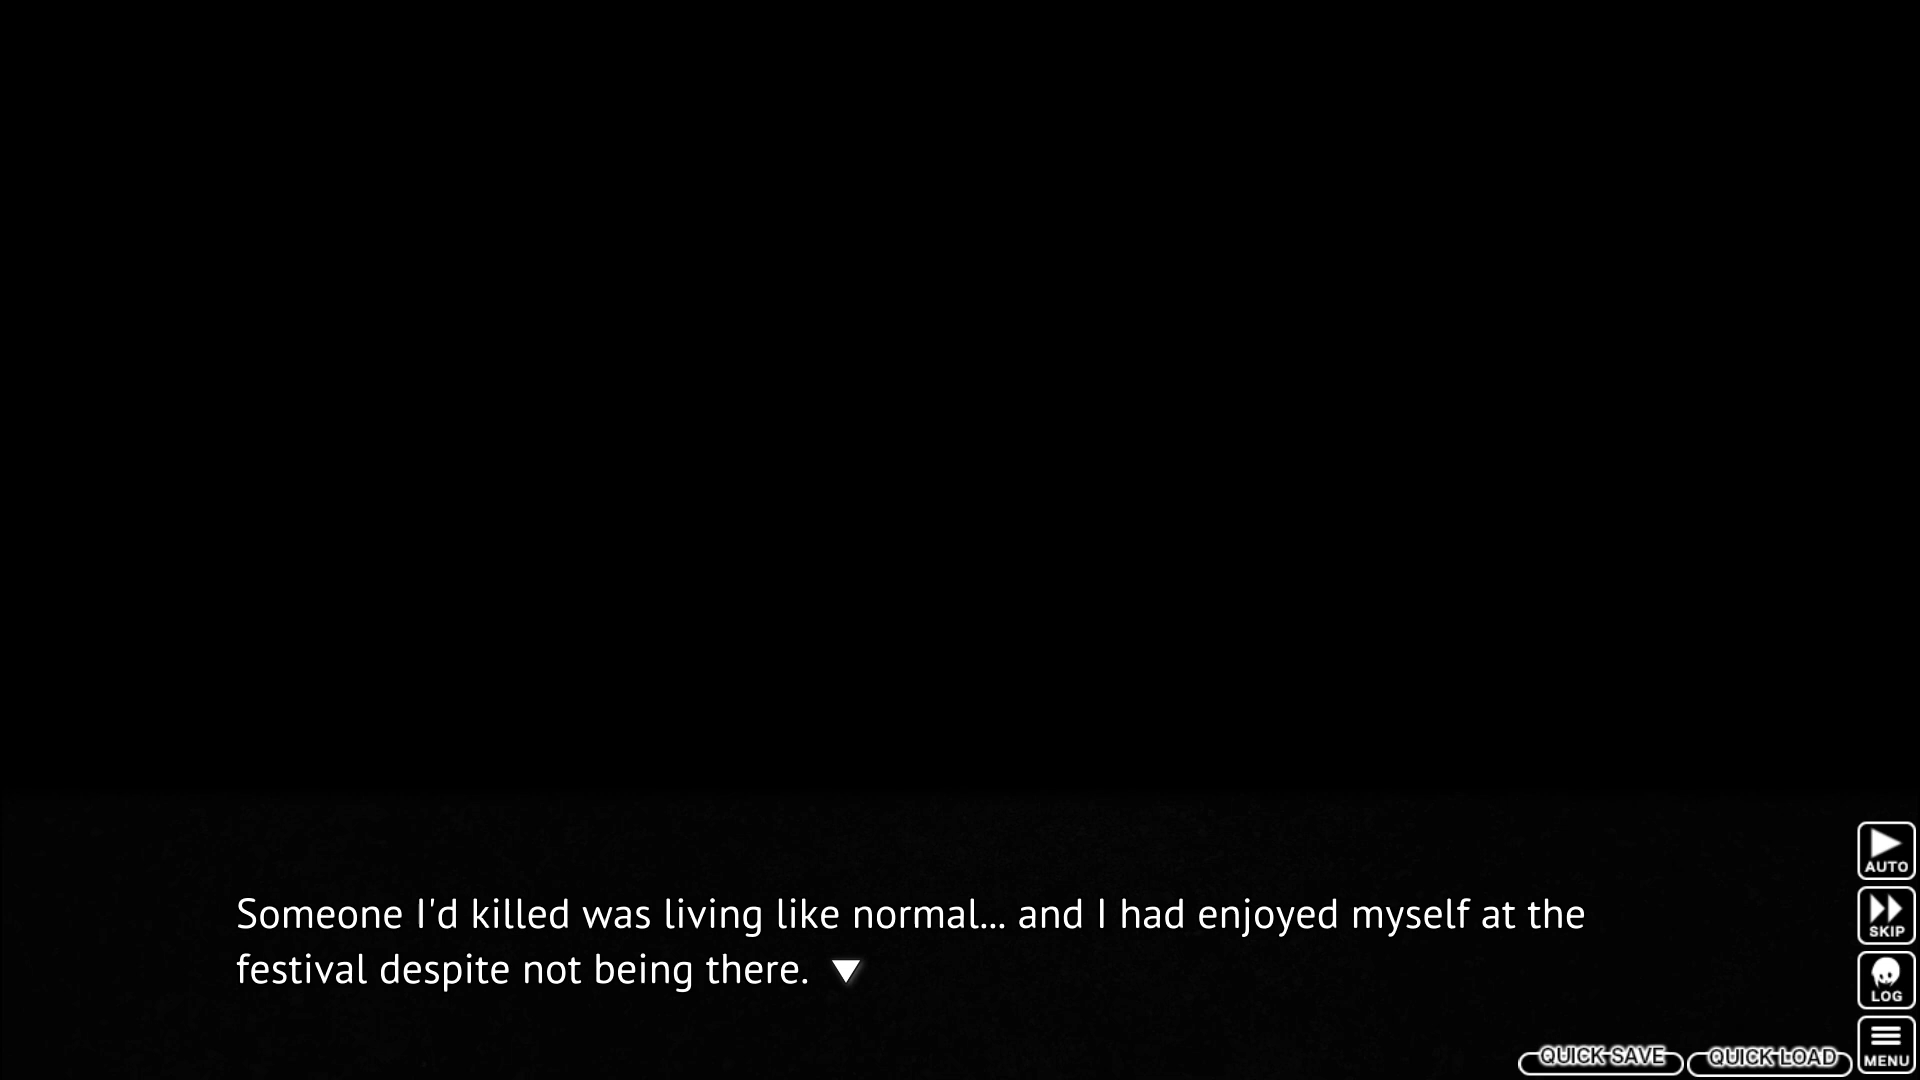 Someone I'd killed was living like normal... and I had enjoyed myself at the
festival despite not being there.
AUTO
SKIP
LOG
MENU
QUICK SAVE
QUICK LOAD